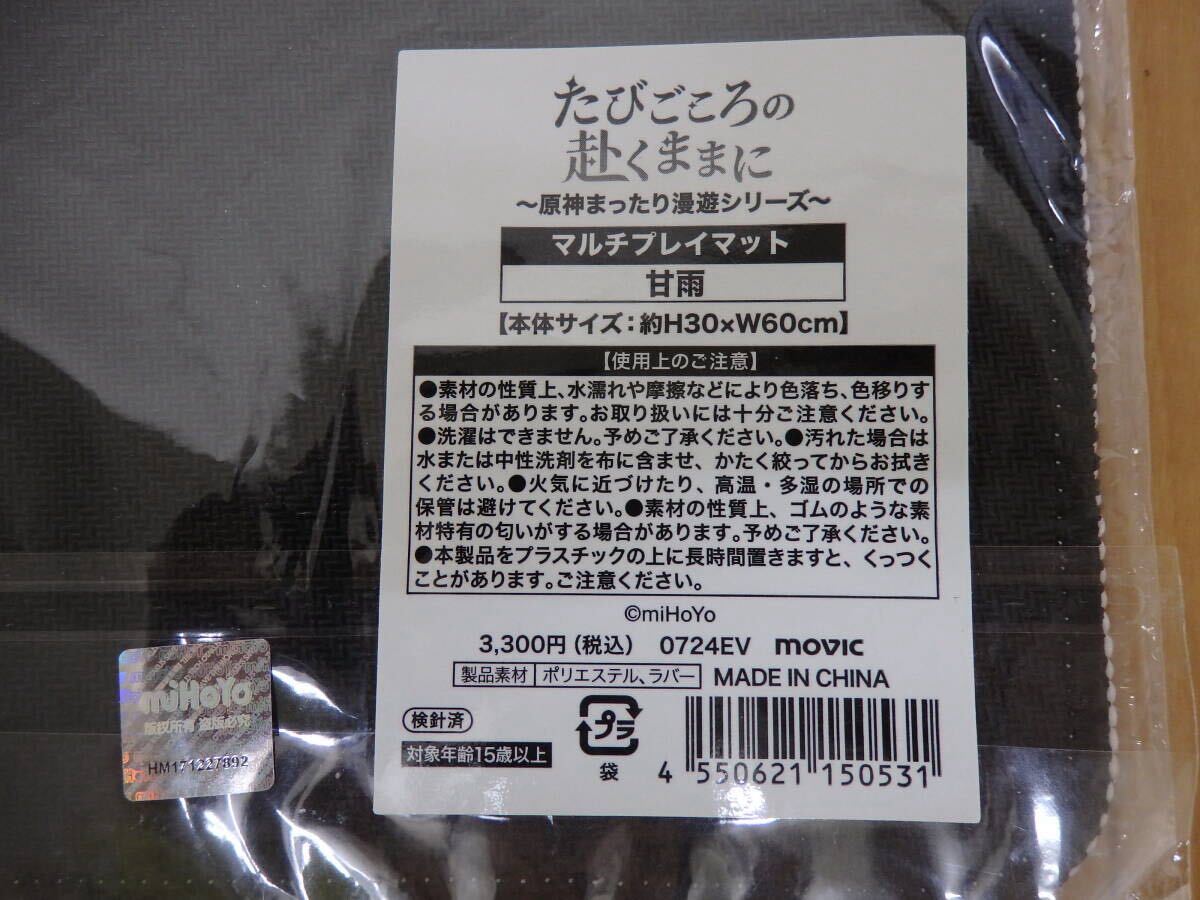 たびごころの
赴くままに
～原神まったり漫遊シリーズ～
マルチプレイマット
甘雨
【本体サイズ：約H30×W60cm】
【使用上のご注意】
●素材の性質上、水濡れや摩擦などにより色落ち、色移りす
る場合があります。お取り扱いには十分ご注意ください。
●洗濯はできません。予めご了承ください。●汚れた場合は
水または中性洗剤を布に含ませ、かたく絞ってからお拭き
ください。●火気に近づけたり、高温・多湿の場所での
保管は避けてください。●素材の性質上、ゴムのような素
材特有の匂いがする場合があります。予めご了承ください。
●本製品をプラスチックの上に長時間置きますと、くっつく
ことがあります。ご注意ください。
©miHoYo
3,300円（税込） 0724EV movic
製品素材 ポリエステル、ラバー MADE IN CHINA
検針済
対象年齢15歳以上
プラ
袋
4 550621 150531
miHoYo
版权所有 盗版必究
HM171227892